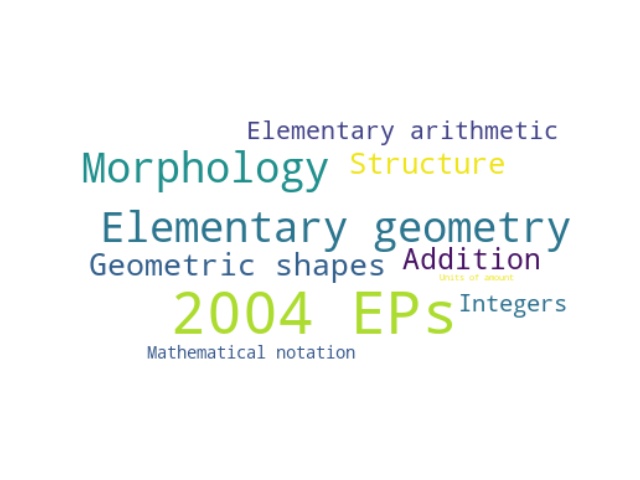 Elementary arithmetic
Morphology
Structure
Elementary geometry
Geometric shapes
Addition
Units of amount
2004 EPs
Integers
Mathematical notation